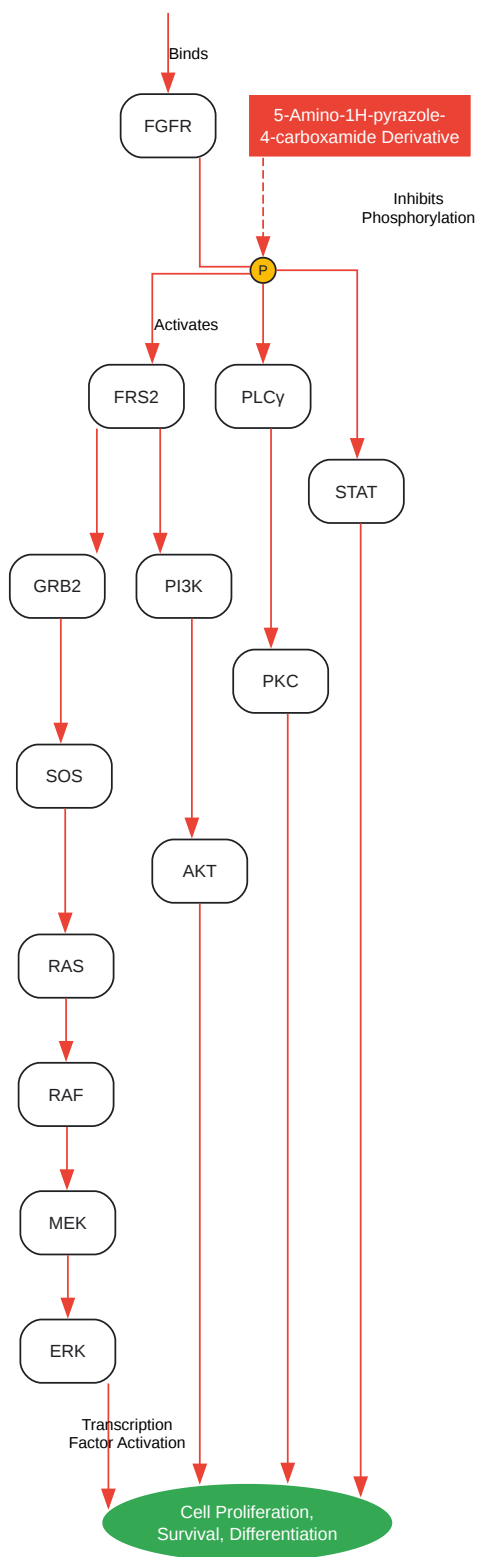 Binds
FGFR
5-Amino-1H-pyrazole-
4-carboxamide Derivative
Inhibits
Phosphorylation
P
Activates
FRS2
PLCγ
STAT
GRB2
PI3K
PKC
SOS
AKT
RAS
RAF
MEK
ERK
Transcription
Factor Activation
Cell Proliferation,
Survival, Differentiation